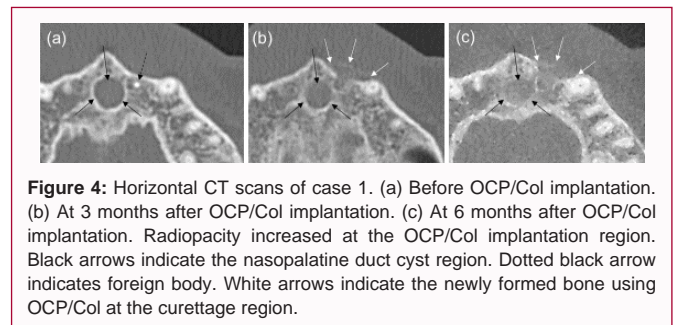 (a) (b) (c)
Figure 4: Horizontal CT scans of case 1. (a) Before OCP/Col implantation.
(b) At 3 months after OCP/Col implantation. (c) At 6 months after OCP/Col
implantation. Radiopacity increased at the OCP/Col implantation region.
Black arrows indicate the nasopalatine duct cyst region. Dotted black arrow
indicates foreign body. White arrows indicate the newly formed bone using
OCP/Col at the curettage region.